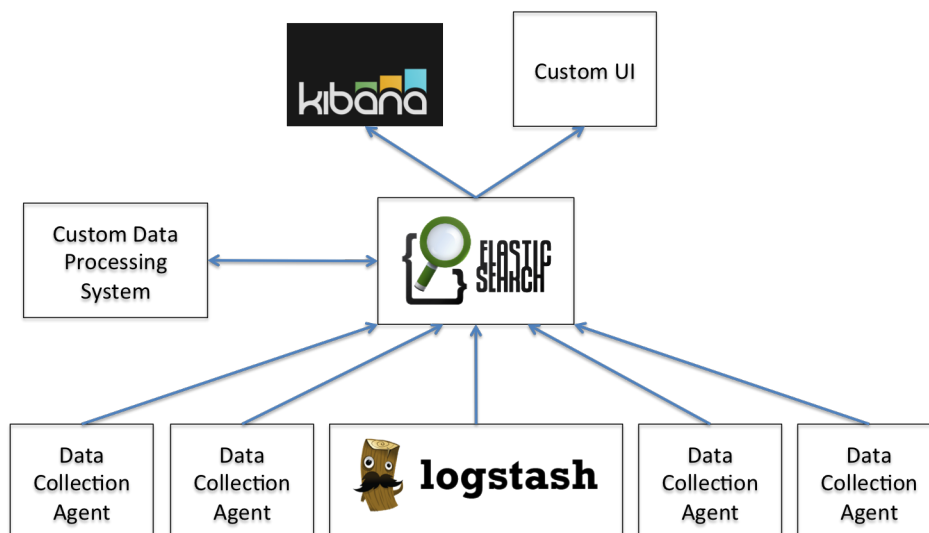 kibana
Custom UI
Custom Data
Processing
System
ELASTIC
SEARCH
Data
Collection
Agent
Data
Collection
Agent
logstash
Data
Collection
Agent
Data
Collection
Agent